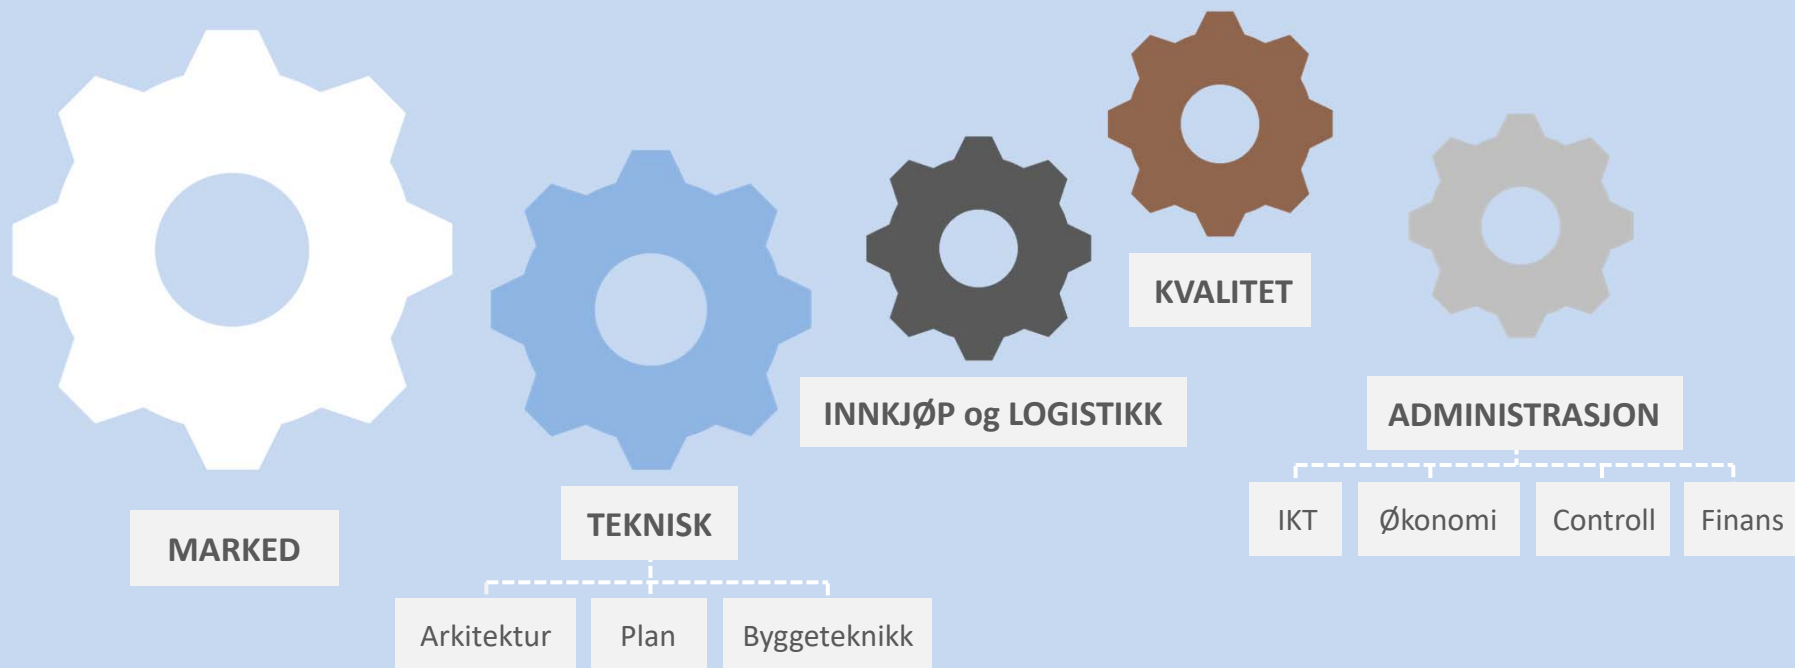 MARKED
TEKNISK
Arkitektur
Plan
Byggeteknikk
INNKJØP og LOGISTIKK
KVALITET
ADMINISTRASJON
IKT
Økonomi
Controll
Finans